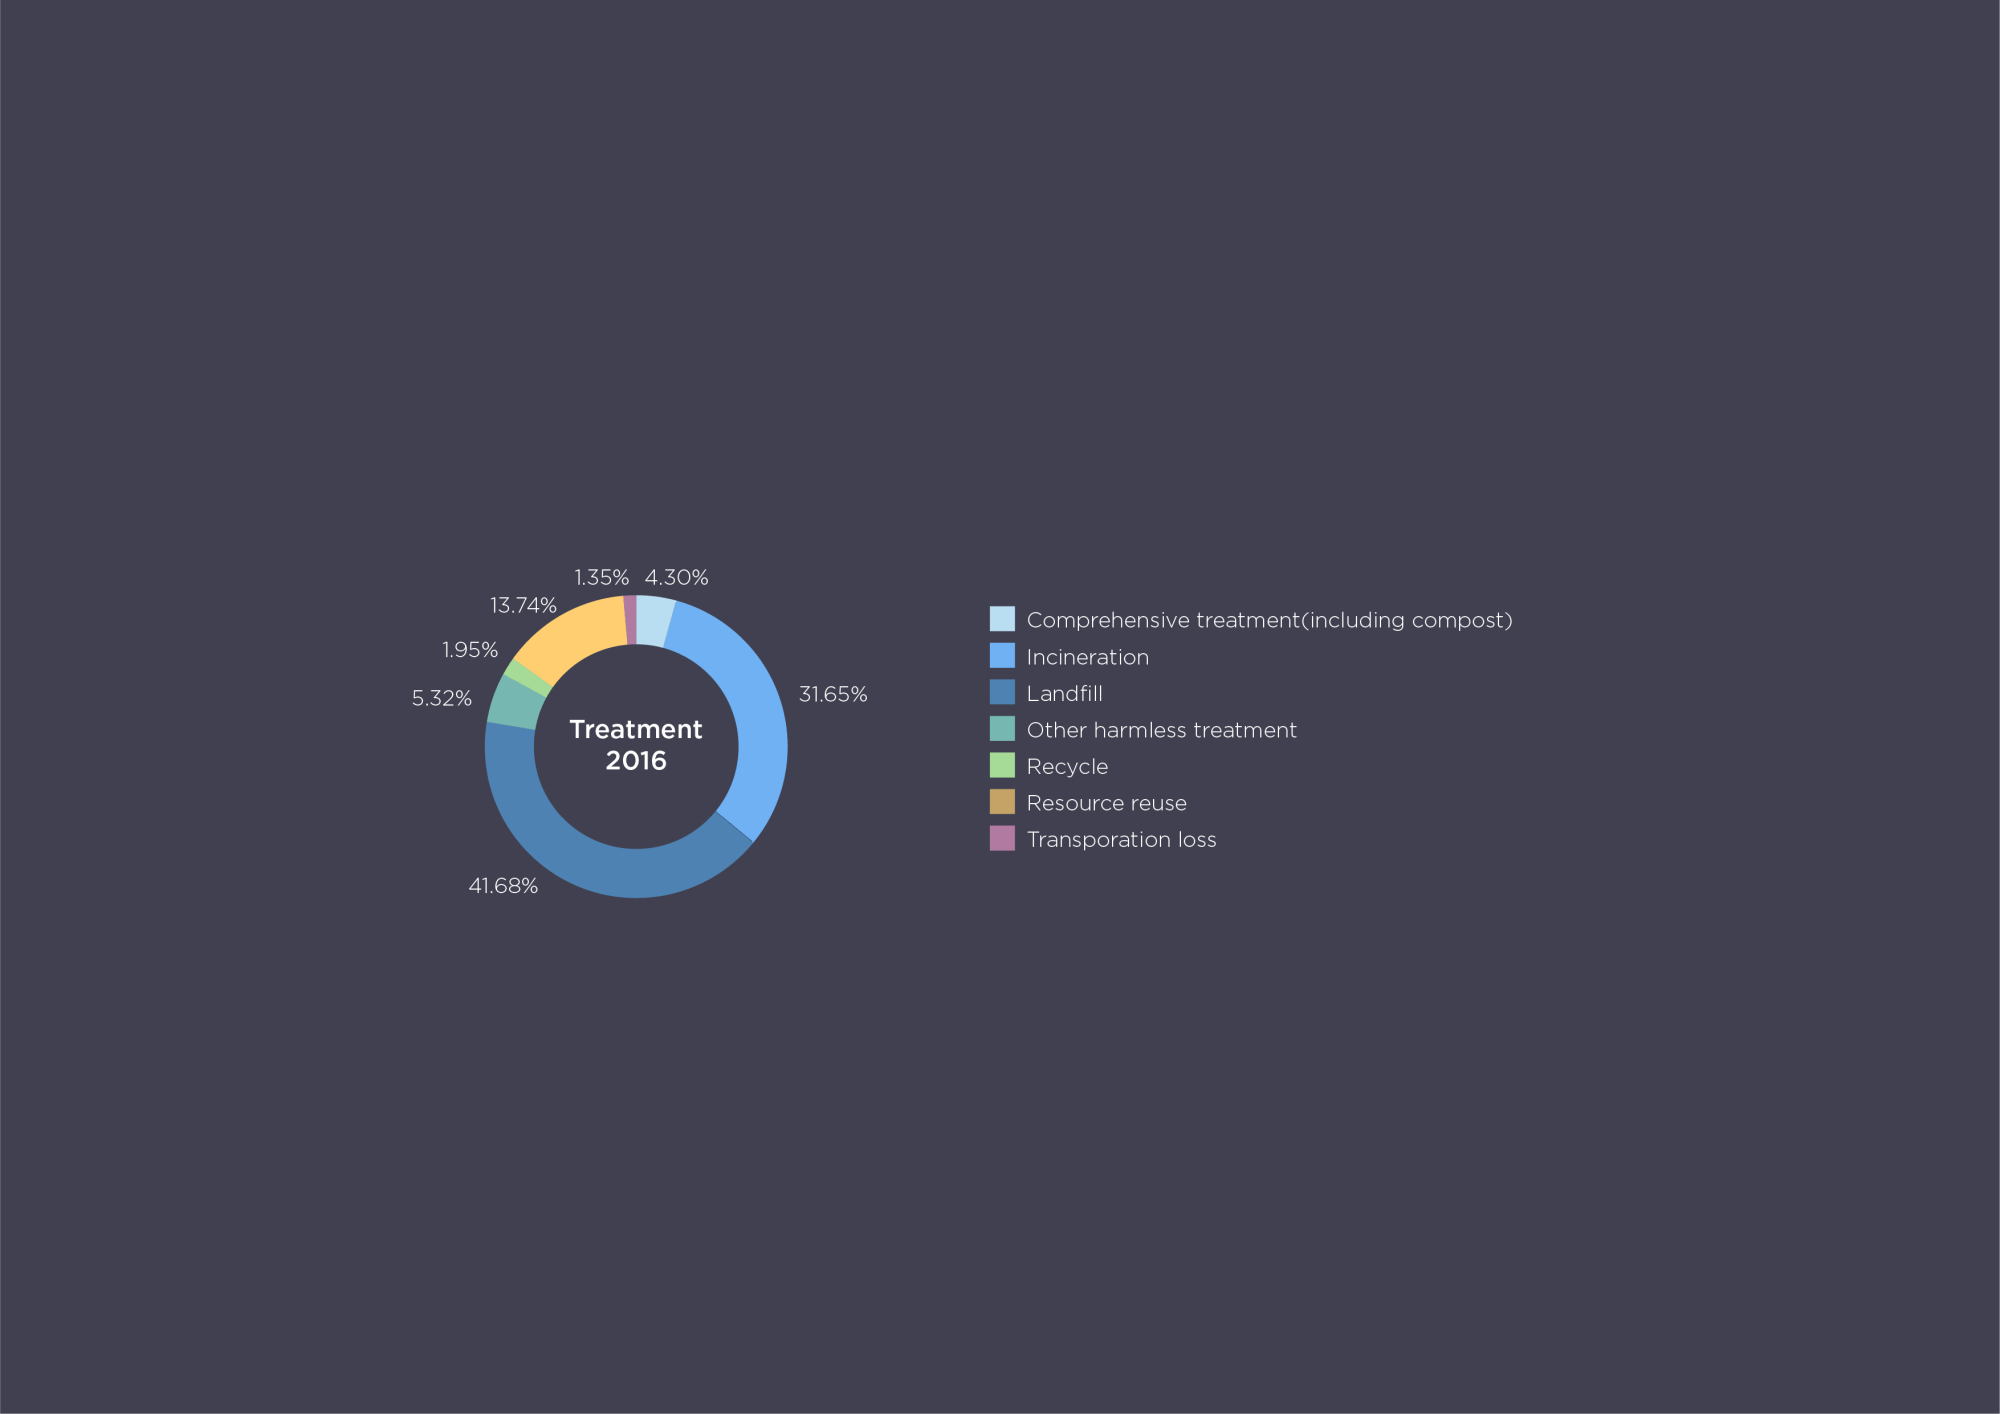 1.35% 4.30%
13.74%
1.95%
5.32%
31.65%
41.68%
Treatment
2016
Comprehensive treatment(including compost)
Incineration
Landfill
Other harmless treatment
Recycle
Resource reuse
Transporation loss